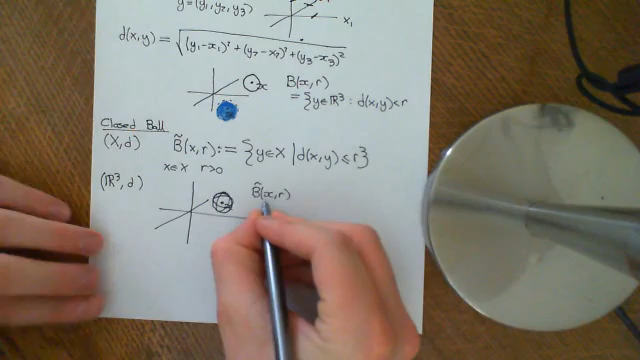 y=(y₁, y₂, y₃)
x₁
d(x,y) = √((y₁-x₁)² + (y₂-x₂)² + (y₃-x₃)²)
x B(x,r)
= {y∈ℝ³ : d(x,y)<r
Closed Ball
(X,d) B̃(x,r) := {y∈X | d(x,y)≤r}
x∈X r>0
(ℝ³,d) B̃(x,r)